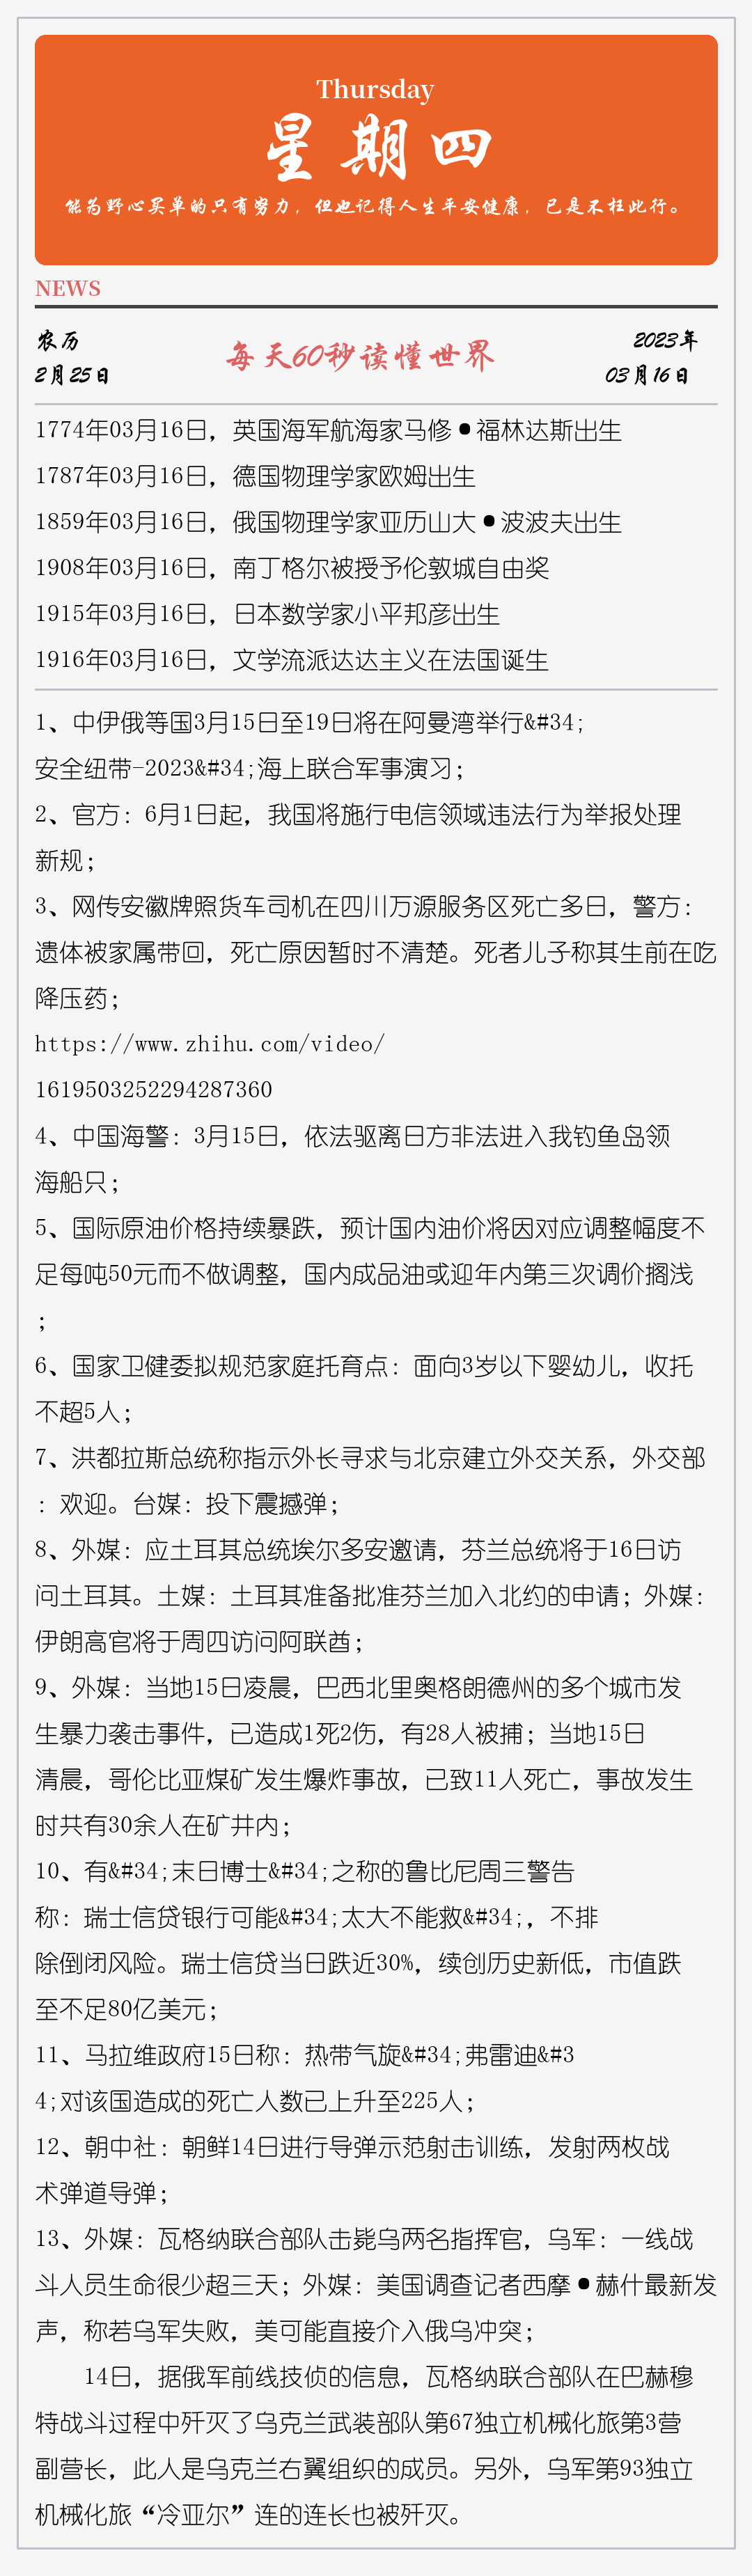 Thursday
星期四
能为野心买单的只有努力，但也记得人生平安健康，已是不枉此行。
NEWS
农历
2月25日
每天60秒读懂世界
2023年
03月16日
1774年03月16日，英国海军航海家马修•福林达斯出生
1787年03月16日，德国物理学家欧姆出生
1859年03月16日，俄国物理学家亚历山大•波波夫出生
1908年03月16日，南丁格尔被授予伦敦城自由奖
1915年03月16日，日本数学家小平邦彦出生
1916年03月16日，文学流派达达主义在法国诞生
1、中伊俄等国3月15日至19日将在阿曼湾举行&#34;
安全纽带-2023&#34;海上联合军事演习；
2、官方：6月1日起，我国将施行电信领域违法行为举报处理
新规；
3、网传安徽牌照货车司机在四川万源服务区死亡多日，警方：
遗体被家属带回，死亡原因暂时不清楚。死者儿子称其生前在吃
降压药；
https://www.zhihu.com/video/
1619503252294287360
4、中国海警：3月15日，依法驱离日方非法进入我钓鱼岛领
海船只；
5、国际原油价格持续暴跌，预计国内油价将因对应调整幅度不
足每吨50元而不做调整，国内成品油或迎年内第三次调价搁浅
；
6、国家卫健委拟规范家庭托育点：面向3岁以下婴幼儿，收托
不超5人；
7、洪都拉斯总统称指示外长寻求与北京建立外交关系，外交部
：欢迎。台媒：投下震撼弹；
8、外媒：应土耳其总统埃尔多安邀请，芬兰总统将于16日访
问土耳其。土媒：土耳其准备批准芬兰加入北约的申请；外媒：
伊朗高官将于周四访问阿联酋；
9、外媒：当地15日凌晨，巴西北里奥格朗德州的多个城市发
生暴力袭击事件，已造成1死2伤，有28人被捕；当地15日
清晨，哥伦比亚煤矿发生爆炸事故，已致11人死亡，事故发生
时共有30余人在矿井内；
10、有&#34;末日博士&#34;之称的鲁比尼周三警告
称：瑞士信贷银行可能&#34;太大不能救&#34;，不排
除倒闭风险。瑞士信贷当日跌近30%，续创历史新低，市值跌
至不足80亿美元；
11、马拉维政府15日称：热带气旋&#34;弗雷迪&#3
4;对该国造成的死亡人数已上升至225人；
12、朝中社：朝鲜14日进行导弹示范射击训练，发射两枚战
术弹道导弹；
13、外媒：瓦格纳联合部队击毙乌两名指挥官，乌军：一线战
斗人员生命很少超三天；外媒：美国调查记者西摩•赫什最新发
声，称若乌军失败，美可能直接介入俄乌冲突；
14日，据俄军前线技侦的信息，瓦格纳联合部队在巴赫穆
特战斗过程中歼灭了乌克兰武装部队第67独立机械化旅第3营
副营长，此人是乌克兰右翼组织的成员。另外，乌军第93独立
机械化旅“冷亚尔”连的连长也被歼灭。